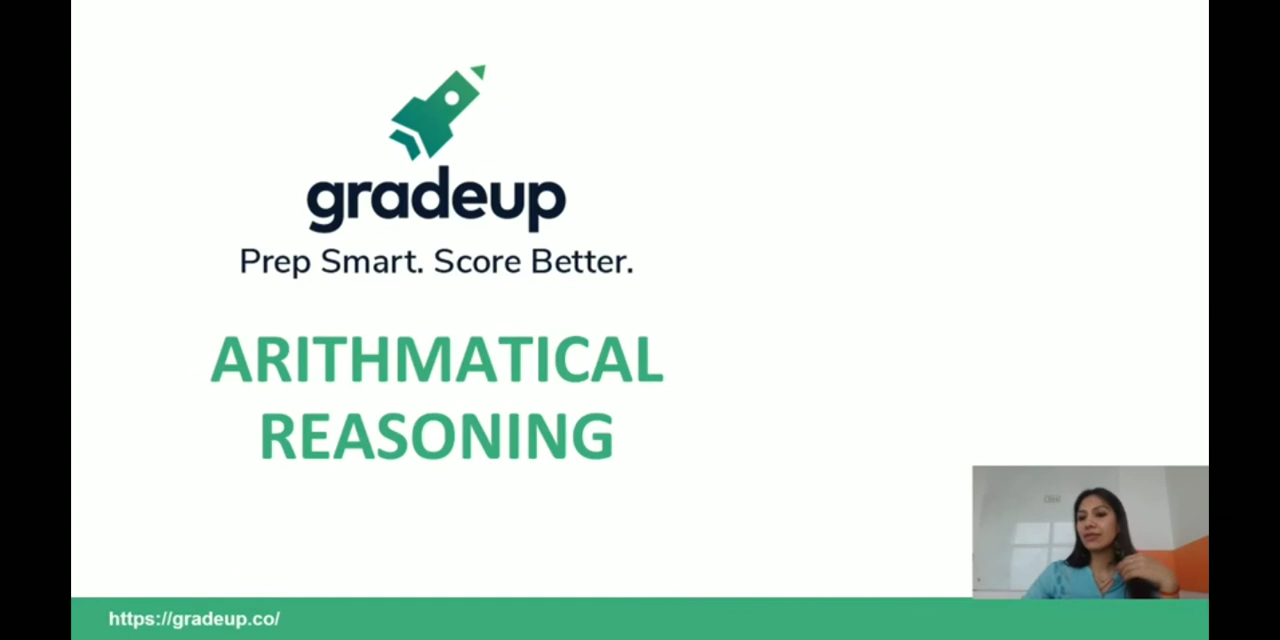 gradeup
Prep Smart. Score Better.
ARITHMATICAL
REASONING
https://gradeup.co/